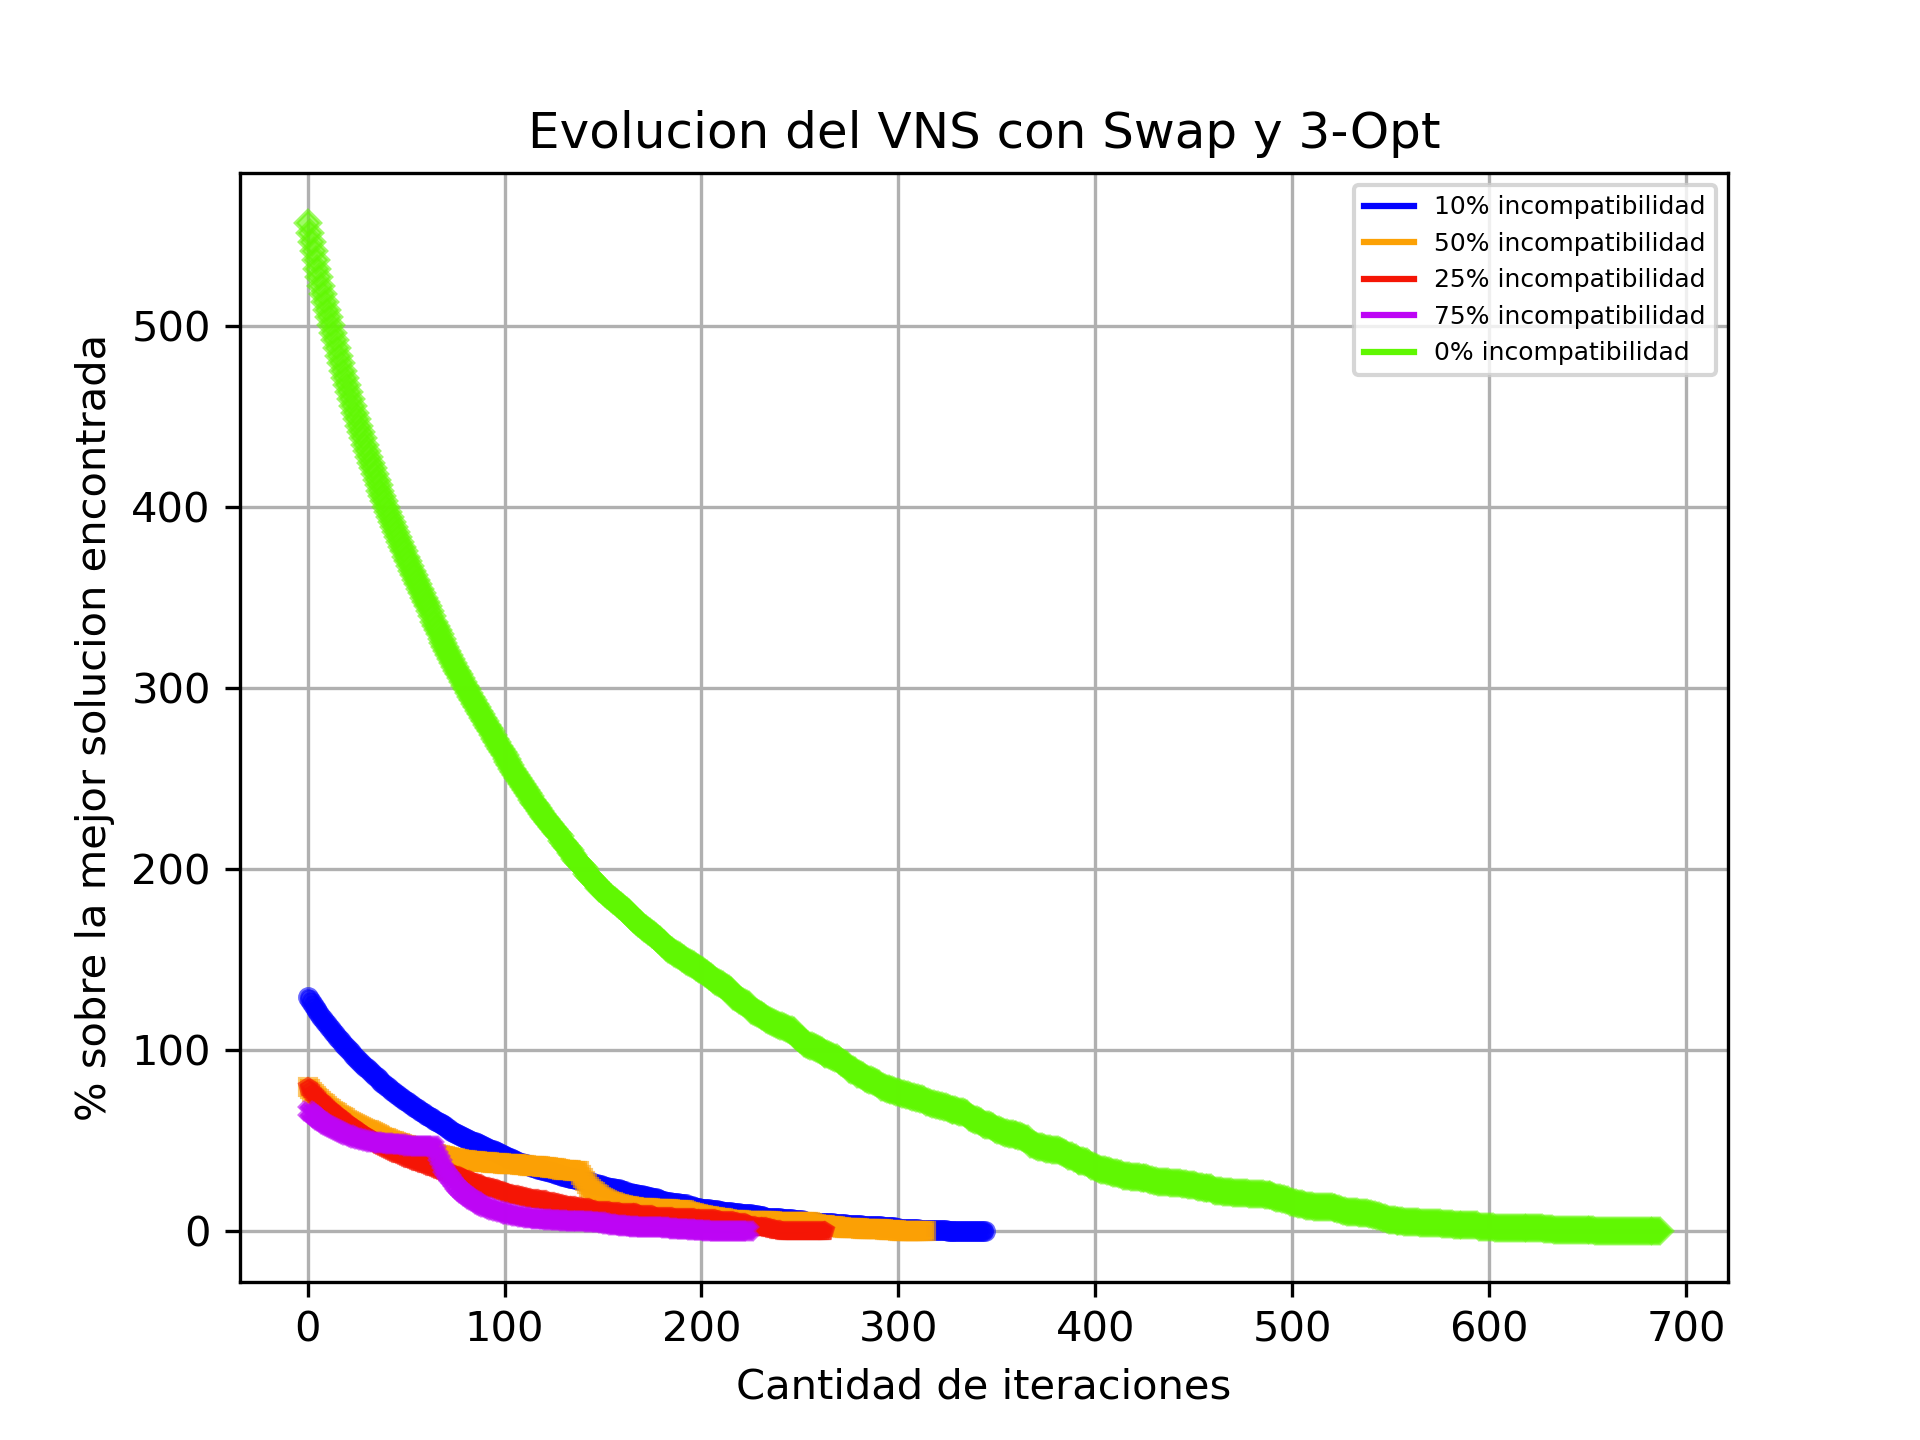 Evolucion del VNS con Swap y 3-Opt
10% incompatibilidad
50% incompatibilidad
25% incompatibilidad
75% incompatibilidad
0% incompatibilidad
% sobre la mejor solucion encontrada
500
400
300
200
100
0
0 100 200 300 400 500 600 700
Cantidad de iteraciones